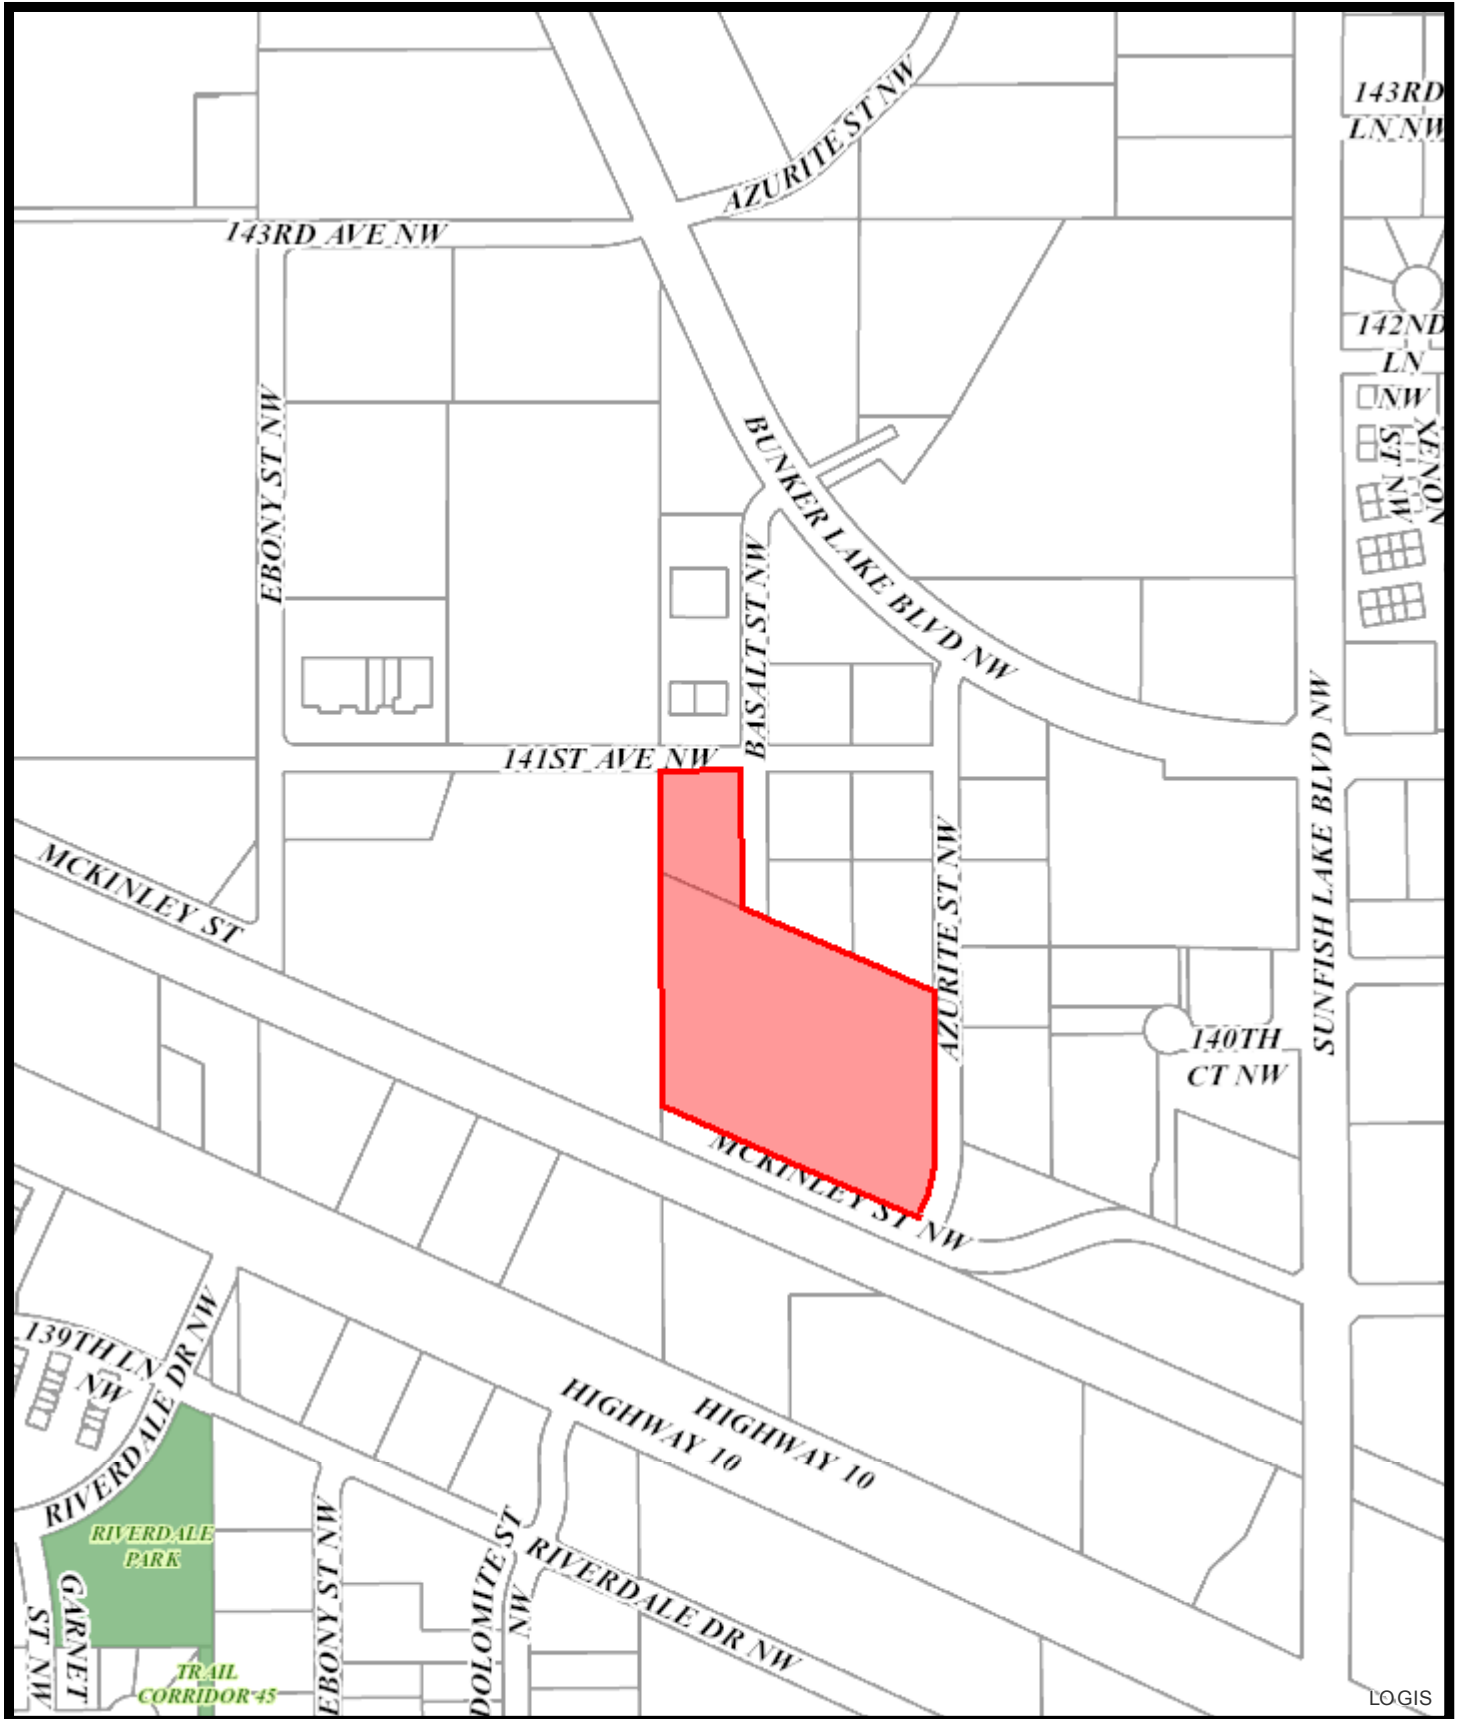 143RD
LN NW
AZURITE ST NW
143RD AVE NW
142ND
LN
NW
XENON
ST NW
EBONY ST NW
BUNKER LAKE BLVD NW
BASALT ST NW
141ST AVE NW
SUNFISH LAKE BLVD NW
MCKINLEY ST
AZURITE ST NW
140TH
CT NW
MCKINLEY ST NW
139TH LN
NW
RIVERDALE DR NW
HIGHWAY 10
HIGHWAY 10
RIVERDALE
PARK
GARNET
ST NW
EBONY ST NW
DOLOMITE ST
NW
RIVERDALE DR NW
TRAIL
CORRIDOR 45
LOGIS